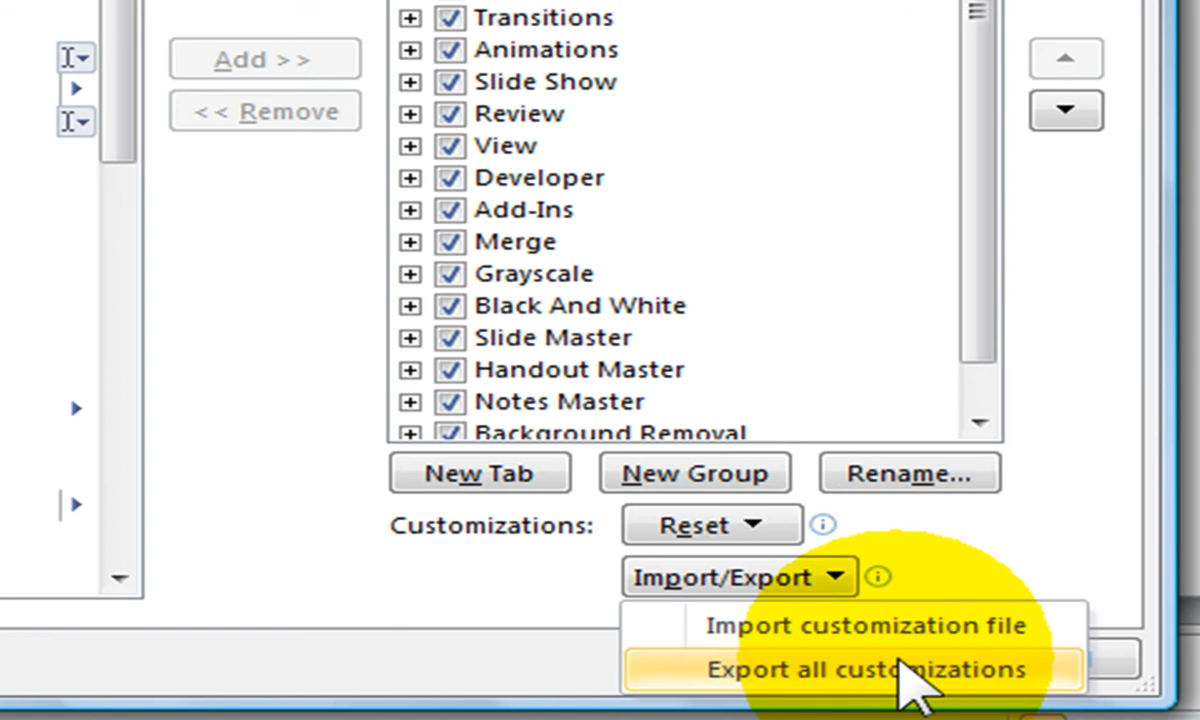 Transitions
Animations
Add >>
Slide Show
<< Remove
Review
View
Developer
Add-Ins
Merge
Grayscale
Black And White
Slide Master
Handout Master
Notes Master
Background Removal
New Tab
New Group
Rename...
Customizations:
Reset
Import/Export
Import customization file
Export all customizations